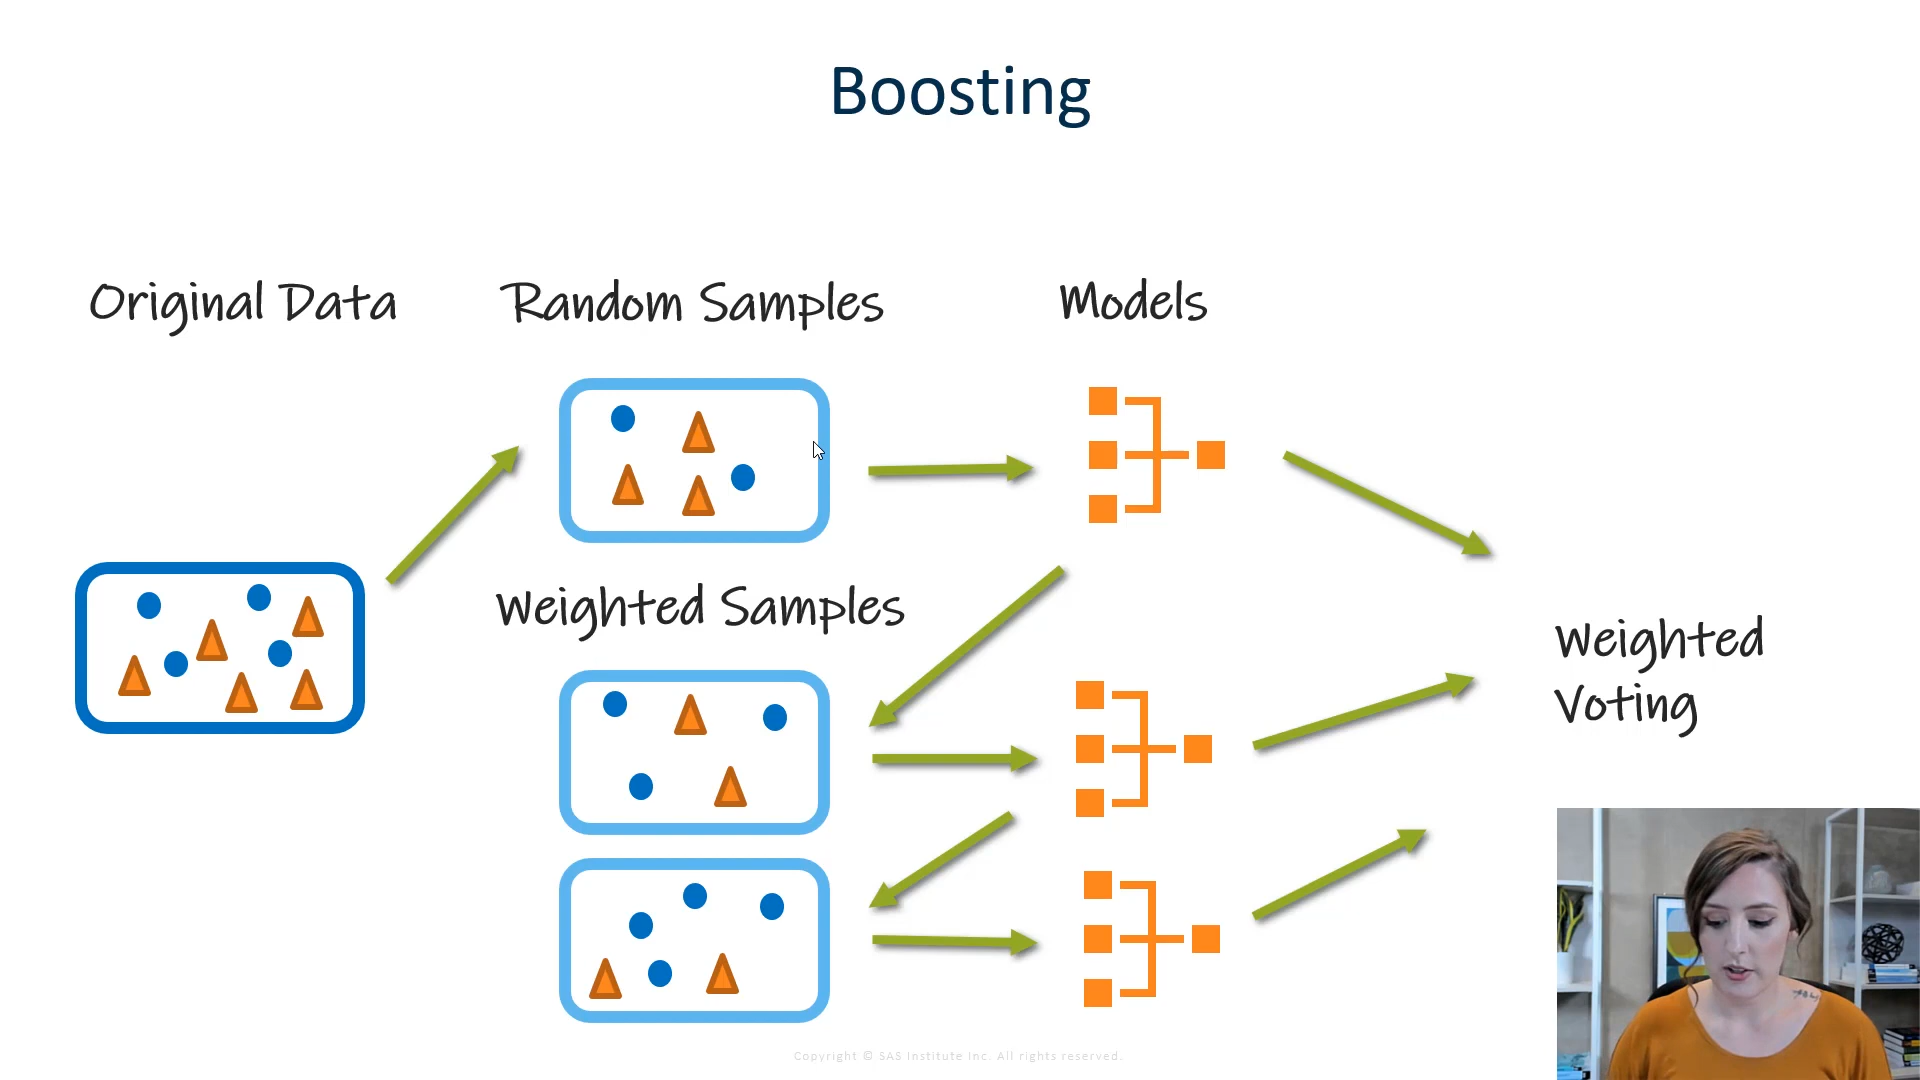 Boosting
Original Data
Random Samples
Models
Weighted Samples
Weighted
Voting
Copyright © SAS Institute Inc. All rights reserved.